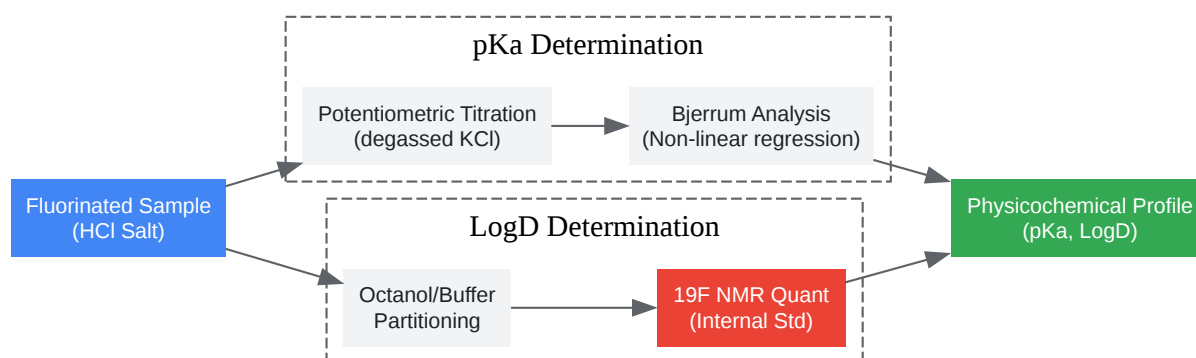 pKa Determination
Potentiometric Titration
(degassed KCl)
Bjerrum Analysis
(Non-linear regression)
Fluorinated Sample
(HCl Salt)
Physicochemical Profile
(pKa, LogD)
LogD Determination
Octanol/Buffer
Partitioning
19F NMR Quant
(Internal Std)